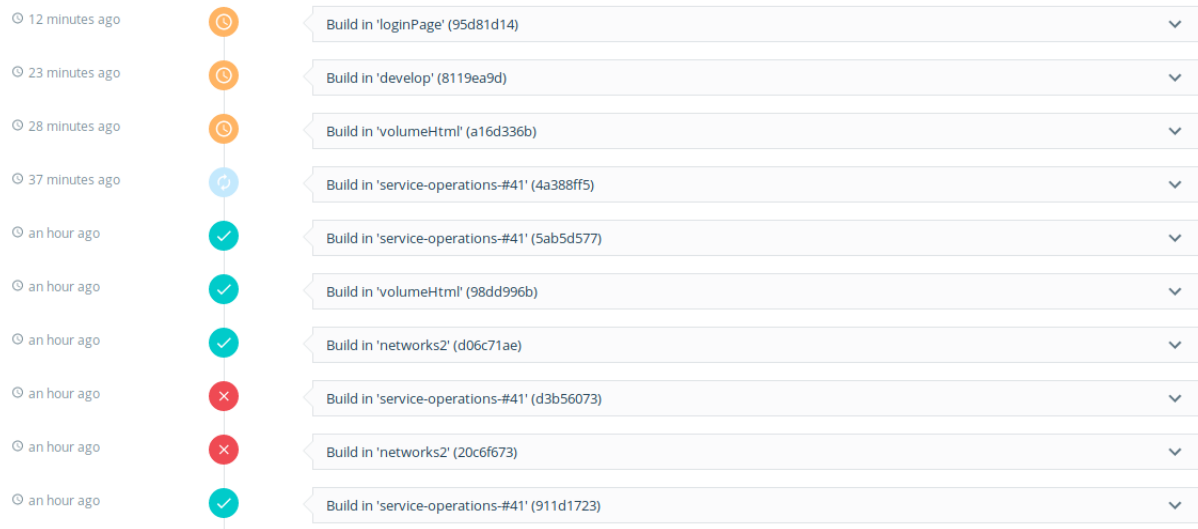 12 minutes ago Build in 'loginPage' (95d81d14)
23 minutes ago Build in 'develop' (8119ea9d)
28 minutes ago Build in 'volumeHtml' (a16d336b)
37 minutes ago Build in 'service-operations-#41' (4a388ff5)
an hour ago Build in 'service-operations-#41' (5ab5d577)
an hour ago Build in 'volumeHtml' (98dd996b)
an hour ago Build in 'networks2' (d06c71ae)
an hour ago Build in 'service-operations-#41' (d3b56073)
an hour ago Build in 'networks2' (20c6f673)
an hour ago Build in 'service-operations-#41' (911d1723)